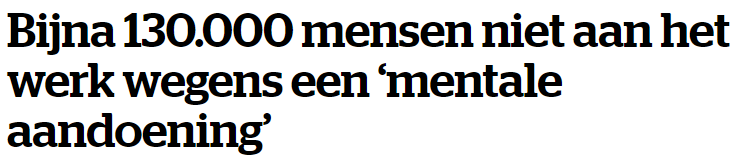 Bijna 130.000 mensen niet aan het
werk wegens een ‘mentale
aandoening’